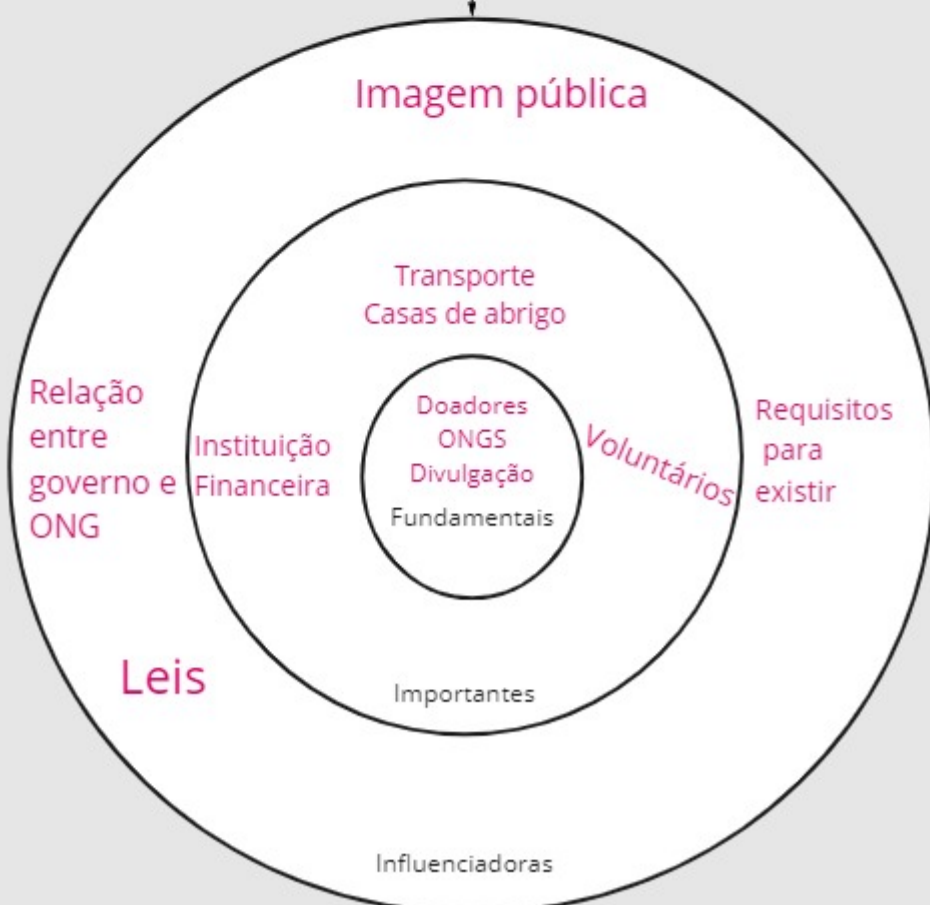 Imagem pública
Transporte
Casas de abrigo
Relação
entre
governo e
ONG
Instituição
Financeira
Doadores
ONGS
Divulgação
Fundamentais
Voluntários
Requisitos
para
existir
Leis
Importantes
Influenciadoras